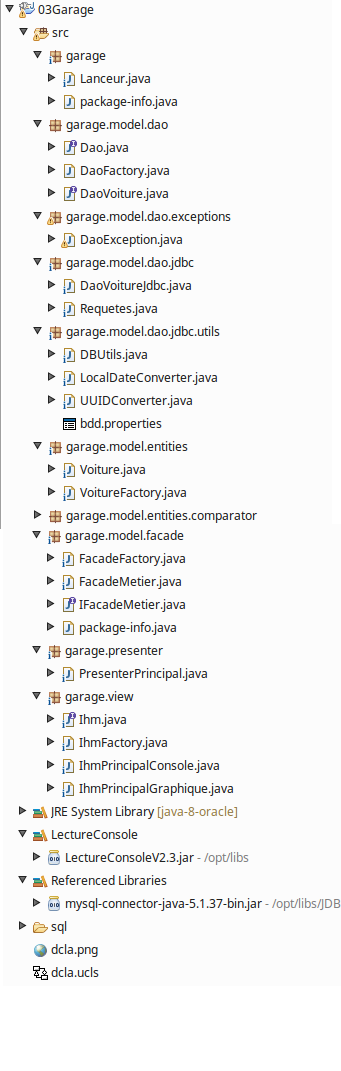 03Garage
src
garage
Lanceur.java
package-info.java
garage.model.dao
Dao.java
DaoFactory.java
DaoVoiture.java
garage.model.dao.exceptions
DaoException.java
garage.model.dao.jdbc
DaoVoitureJdbc.java
Requetes.java
garage.model.dao.jdbc.utils
DBUtils.java
LocalDateConverter.java
UUIDConverter.java
bdd.properties
garage.model.entities
Voiture.java
VoitureFactory.java
garage.model.entities.comparator
garage.model.facade
FacadeFactory.java
FacadeMetier.java
IFacadeMetier.java
package-info.java
garage.presenter
PresenterPrincipal.java
garage.view
Ihm.java
IhmFactory.java
IhmPrincipalConsole.java
IhmPrincipalGraphique.java
JRE System Library [java-8-oracle]
LectureConsole
LectureConsoleV2.3.jar - /opt/libs
Referenced Libraries
mysql-connector-java-5.1.37-bin.jar - /opt/libs/JDB
sql
dcla.png
dcla.ucls